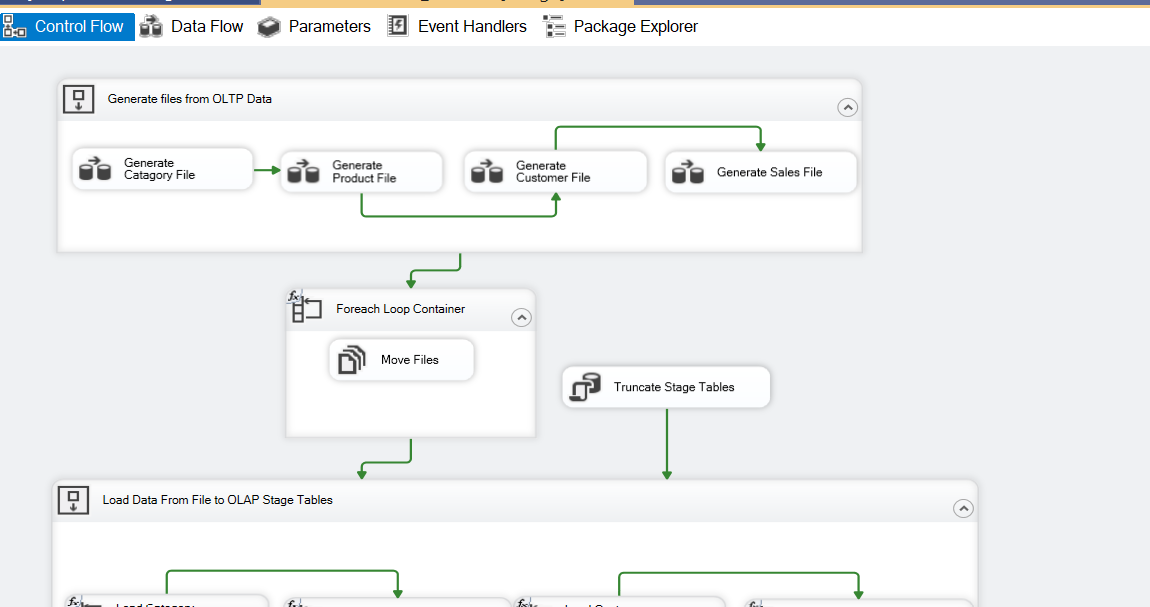 Control Flow
Data Flow
Parameters
Event Handlers
Package Explorer
Generate files from OLTP Data
Generate
Catagory File
Generate
Product File
Generate
Customer File
Generate Sales File
Foreach Loop Container
Move Files
Truncate Stage Tables
Load Data From File to OLAP Stage Tables
Load Category